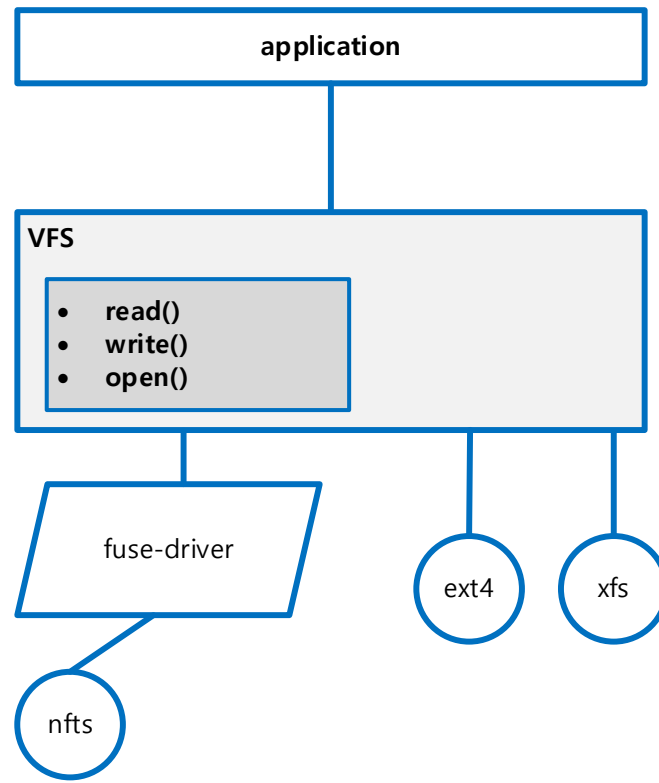 application
VFS
• read()
• write()
• open()
fuse-driver
ext4
xfs
nfts